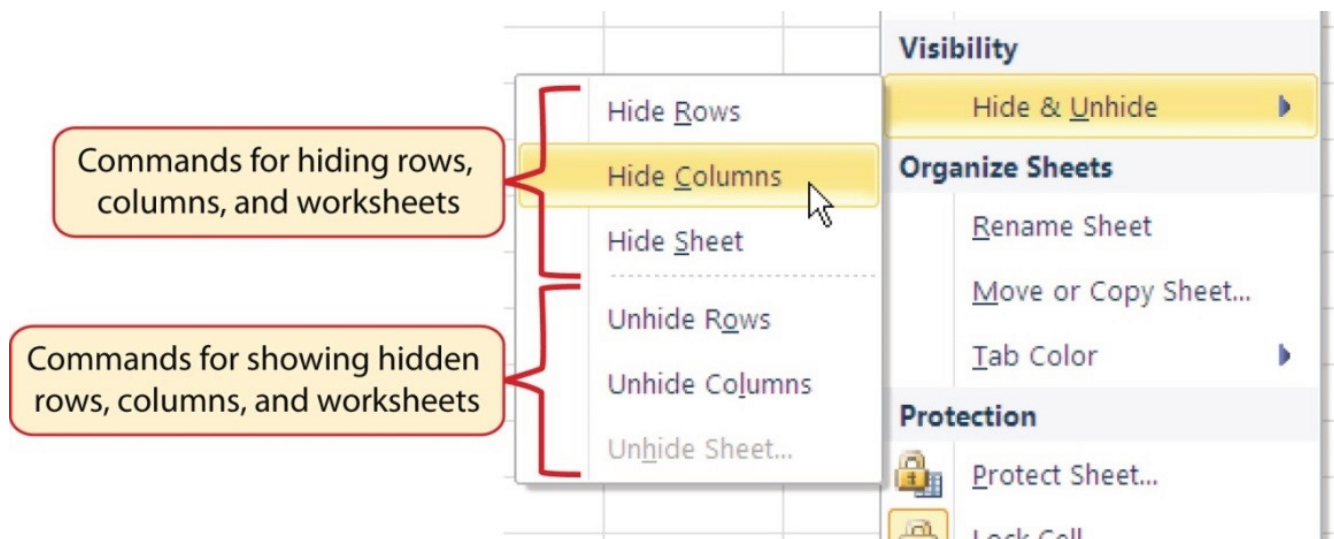 Visibility
Hide & Unhide
Organize Sheets
Rename Sheet
Move or Copy Sheet...
Tab Color
Protection
Protect Sheet...
Lock Cell
Hide Rows
Hide Columns
Hide Sheet
Unhide Rows
Unhide Columns
Unhide Sheet...
Commands for hiding rows,
columns, and worksheets
Commands for showing hidden
rows, columns, and worksheets